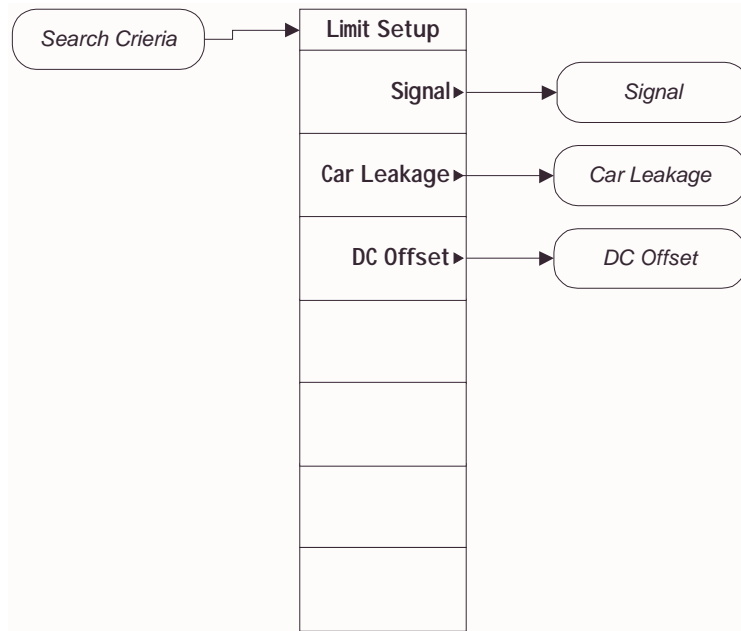 Search Crieria
Limit Setup
Signal
Signal
Car Leakage
Car Leakage
DC Offset
DC Offset